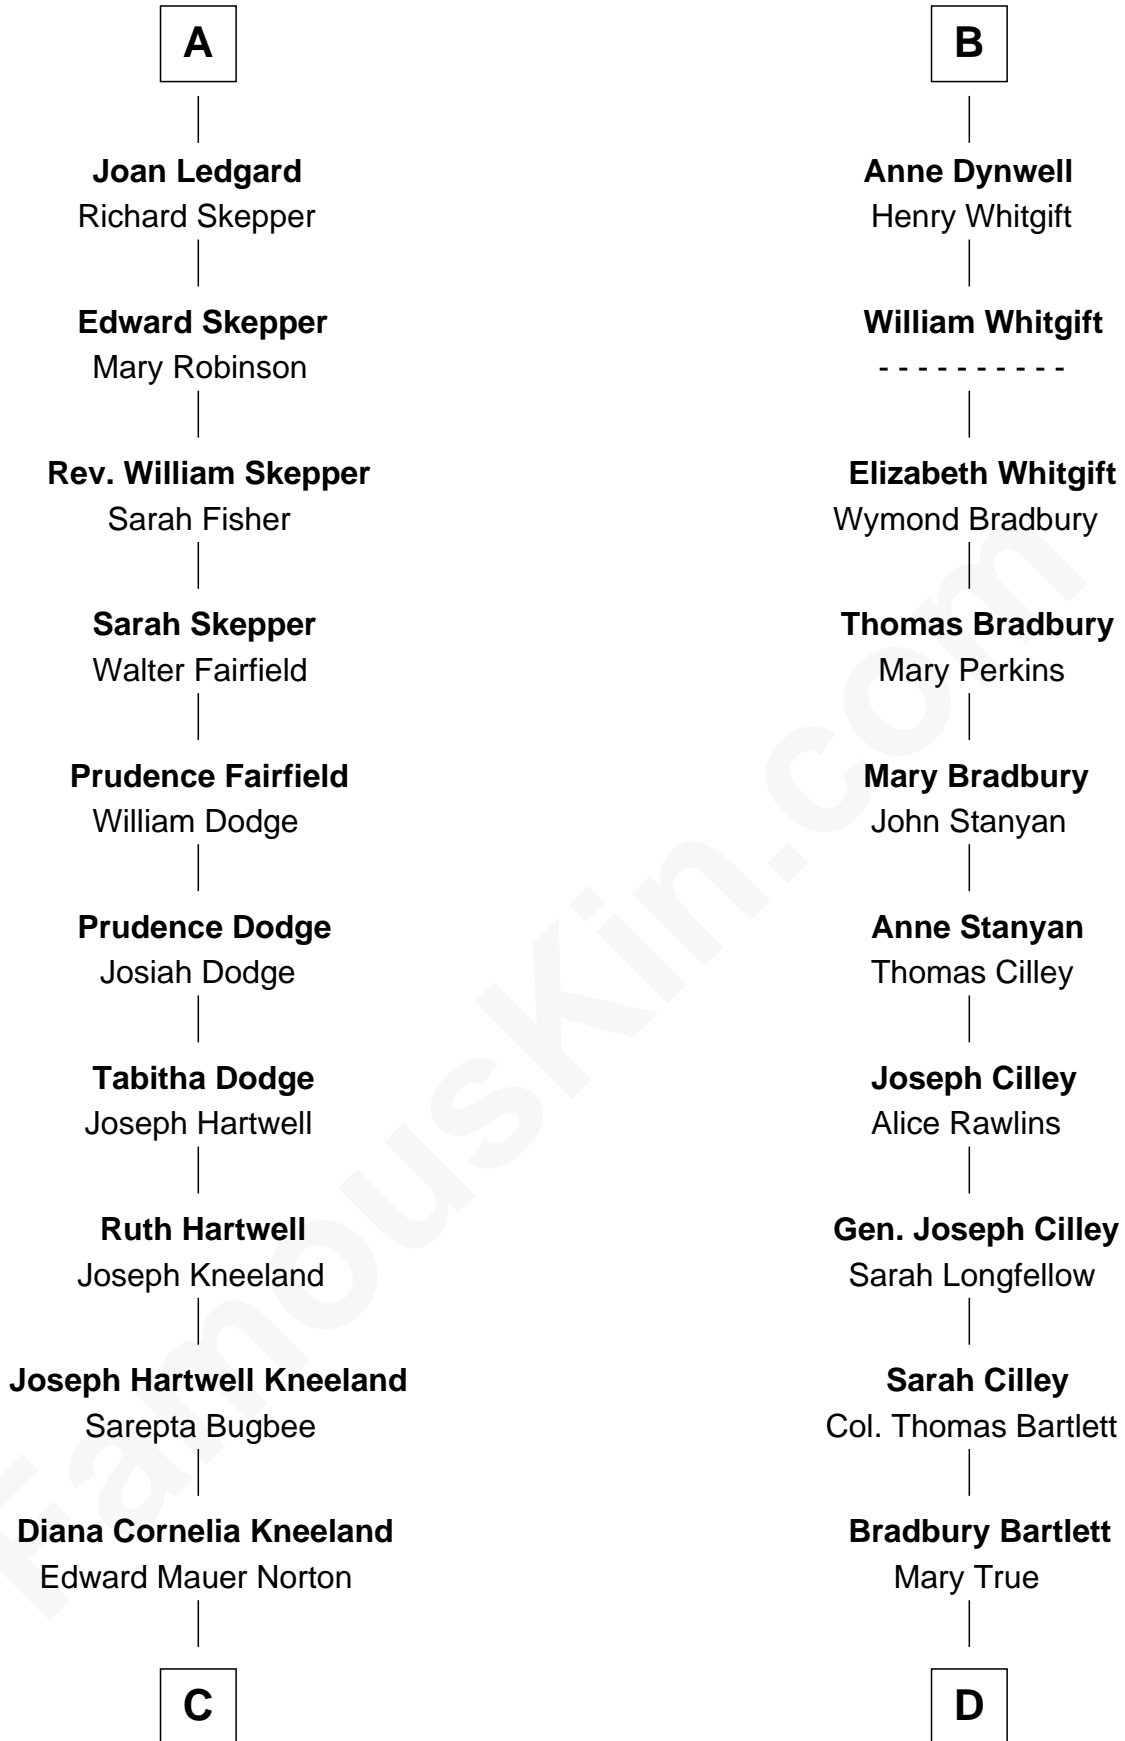 A
Joan Ledgard
Richard Skepper
Edward Skepper
Mary Robinson
Rev. William Skepper
Sarah Fisher
Sarah Skepper
Walter Fairfield
Prudence Fairfield
William Dodge
Prudence Dodge
Josiah Dodge
Tabitha Dodge
Joseph Hartwell
Ruth Hartwell
Joseph Kneeland
Joseph Hartwell Kneeland
Sarepta Bugbee
Diana Cornelia Kneeland
Edward Mauer Norton
C
B
Anne Dynwell
Henry Whitgift
William Whitgift
- - - - - - - - - -
Elizabeth Whitgift
Wymond Bradbury
Thomas Bradbury
Mary Perkins
Mary Bradbury
John Stanyan
Anne Stanyan
Thomas Cilley
Joseph Cilley
Alice Rawlins
Gen. Joseph Cilley
Sarah Longfellow
Sarah Cilley
Col. Thomas Bartlett
Bradbury Bartlett
Mary True
D
FamousKin.com